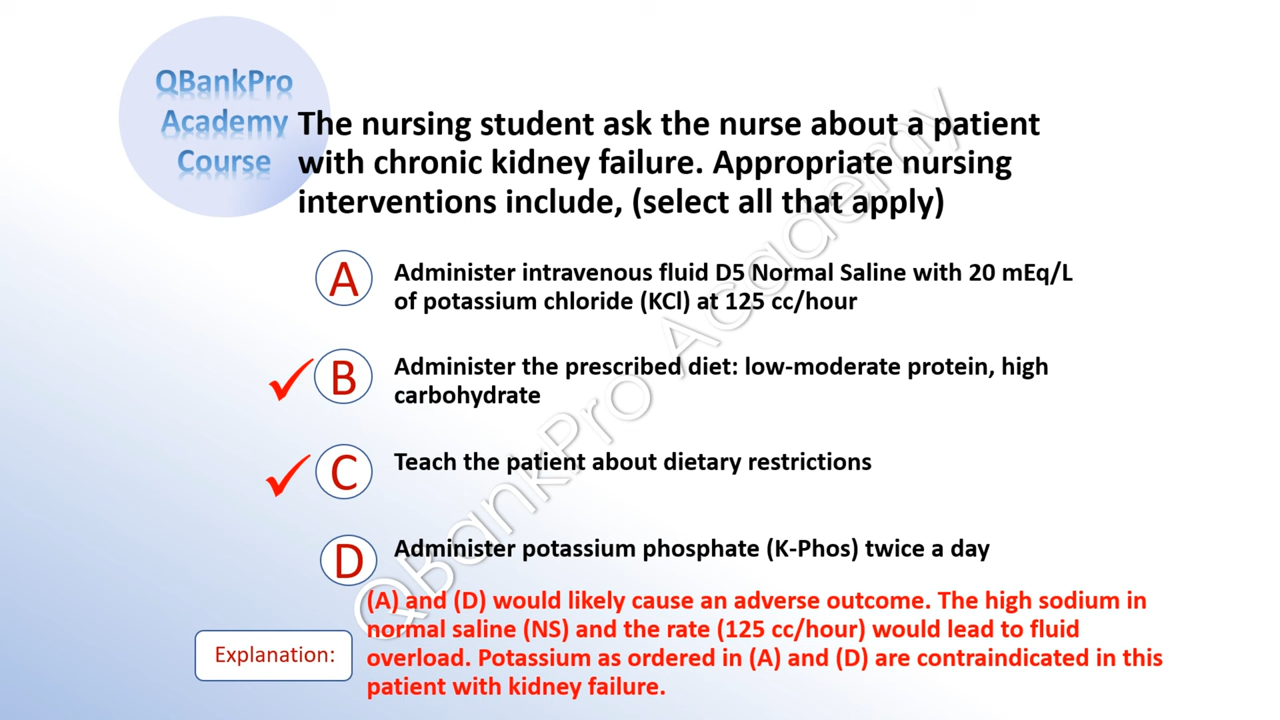 QBankPro
Academy
Course
The nursing student ask the nurse about a patient
with chronic kidney failure. Appropriate nursing
interventions include, (select all that apply)
A
Administer intravenous fluid D5 Normal Saline with 20 mEq/L
of potassium chloride (KCl) at 125 cc/hour
B
Administer the prescribed diet: low-moderate protein, high
carbohydrate
C
Teach the patient about dietary restrictions
D
Administer potassium phosphate (K-Phos) twice a day
Explanation:
(A) and (D) would likely cause an adverse outcome. The high sodium in
normal saline (NS) and the rate (125 cc/hour) would lead to fluid
overload. Potassium as ordered in (A) and (D) are contraindicated in this
patient with kidney failure.
QBankPro Academy